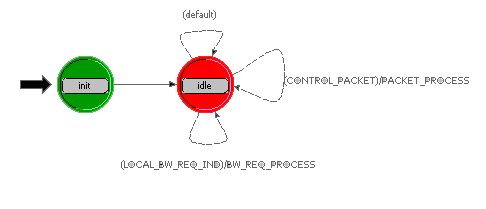 (default)
(CONTROL_PACKET)/PACKET_PROCESS
init
idle
(LOCAL_BW_REQ_IND)/BW_REQ_PROCESS